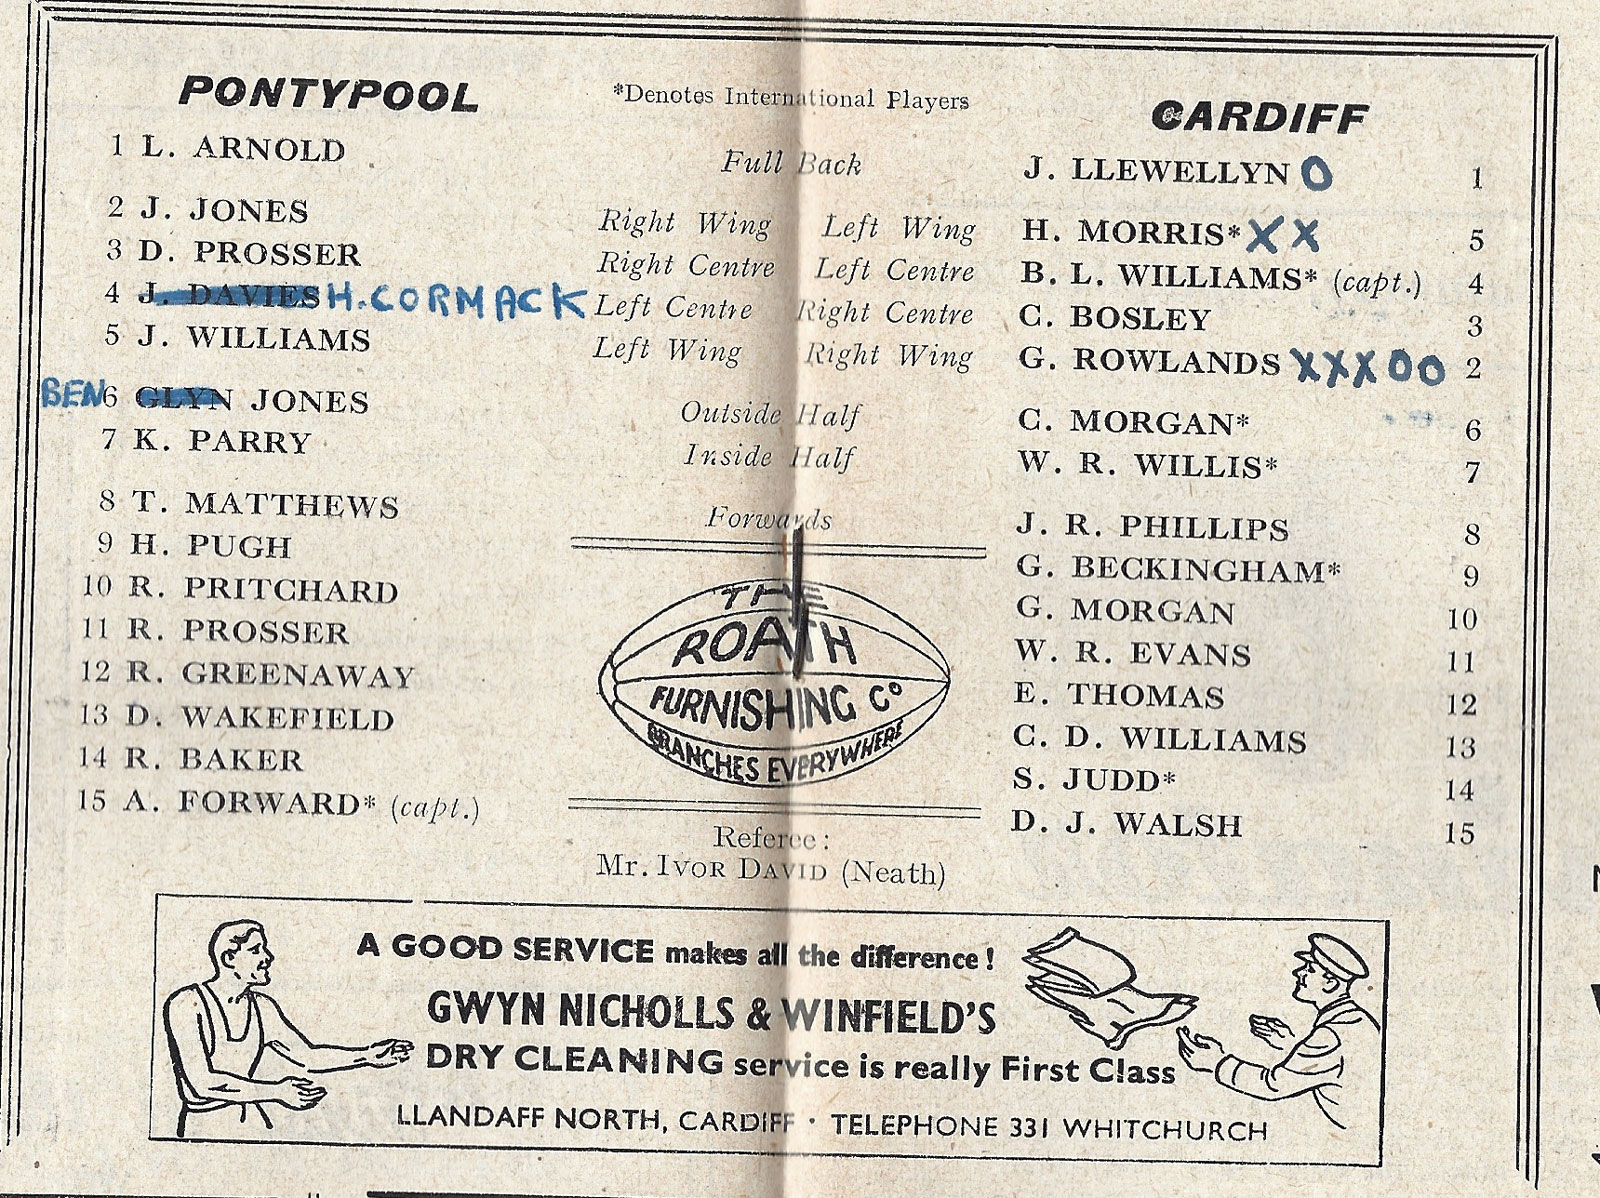 PONTYPOOL *Denotes International Players CARDIFF
1 L. ARNOLD Full Back J. LLEWELLYN O 1
2 J. JONES Right Wing Left Wing H. MORRIS* X X 5
3 D. PROSSER Right Centre Left Centre B. L. WILLIAMS* (capt.) 4
4 J. DAVIES H. CORMACK Left Centre Right Centre C. BOSLEY 3
5 J. WILLIAMS Left Wing Right Wing G. ROWLANDS XXXOO 2
BEN 6 GLYN JONES Outside Half C. MORGAN* 6
7 K. PARRY Inside Half W. R. WILLIS* 7
8 T. MATTHEWS Forwards J. R. PHILLIPS 8
9 H. PUGH G. BECKINGHAM* 9
10 R. PRITCHARD G. MORGAN 10
11 R. PROSSER W. R. EVANS 11
12 R. GREENAWAY E. THOMAS 12
13 D. WAKEFIELD C. D. WILLIAMS 13
14 R. BAKER S. JUDD* 14
15 A. FORWARD* (capt.) D. J. WALSH 15
THE
ROATH
FURNISHING Co
BRANCHES EVERYWHERE
Referee:
Mr. IVOR DAVID (Neath)
A GOOD SERVICE makes all the difference!
GWYN NICHOLLS & WINFIELD'S
DRY CLEANING service is really First Class
LLANDAFF NORTH, CARDIFF · TELEPHONE 331 WHITCHURCH